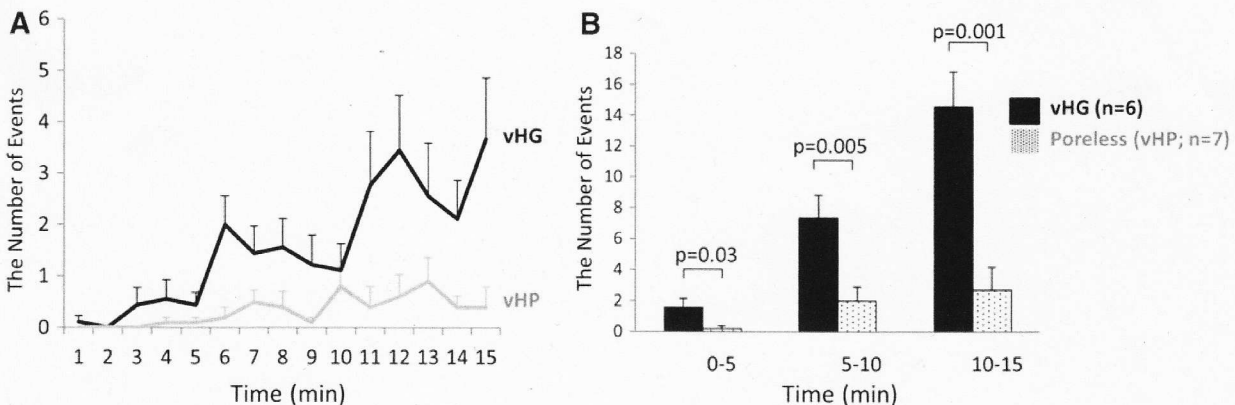 A
The Number of Events
6
5
4
3
2
1
0
vHG
vHP
1 2 3 4 5 6 7 8 9 10 11 12 13 14 15
Time (min)
B
The Number of Events
18
16
14
12
10
8
6
4
2
0
p=0.03
p=0.005
p=0.001
vHG (n=6)
Poreless (vHP; n=7)
0-5 5-10 10-15
Time (min)